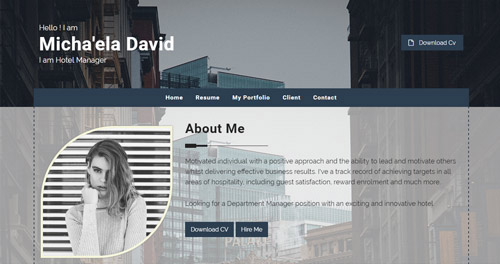 Hello ! I am
Micha'ela David
I am Hotel Manager
Download Cv
Home Resume My Portfolio Client Contact
About Me
Motivated individual with a positive approach and the ability to lead and motivate others
whilst delivering effective business results. I've a track record of achieving targets in all
areas of hospitality, including guest satisfaction, reward enrolment and much more.
Looking for a Department Manager position with an exciting and innovative hotel.
Download CV Hire Me
PALACE